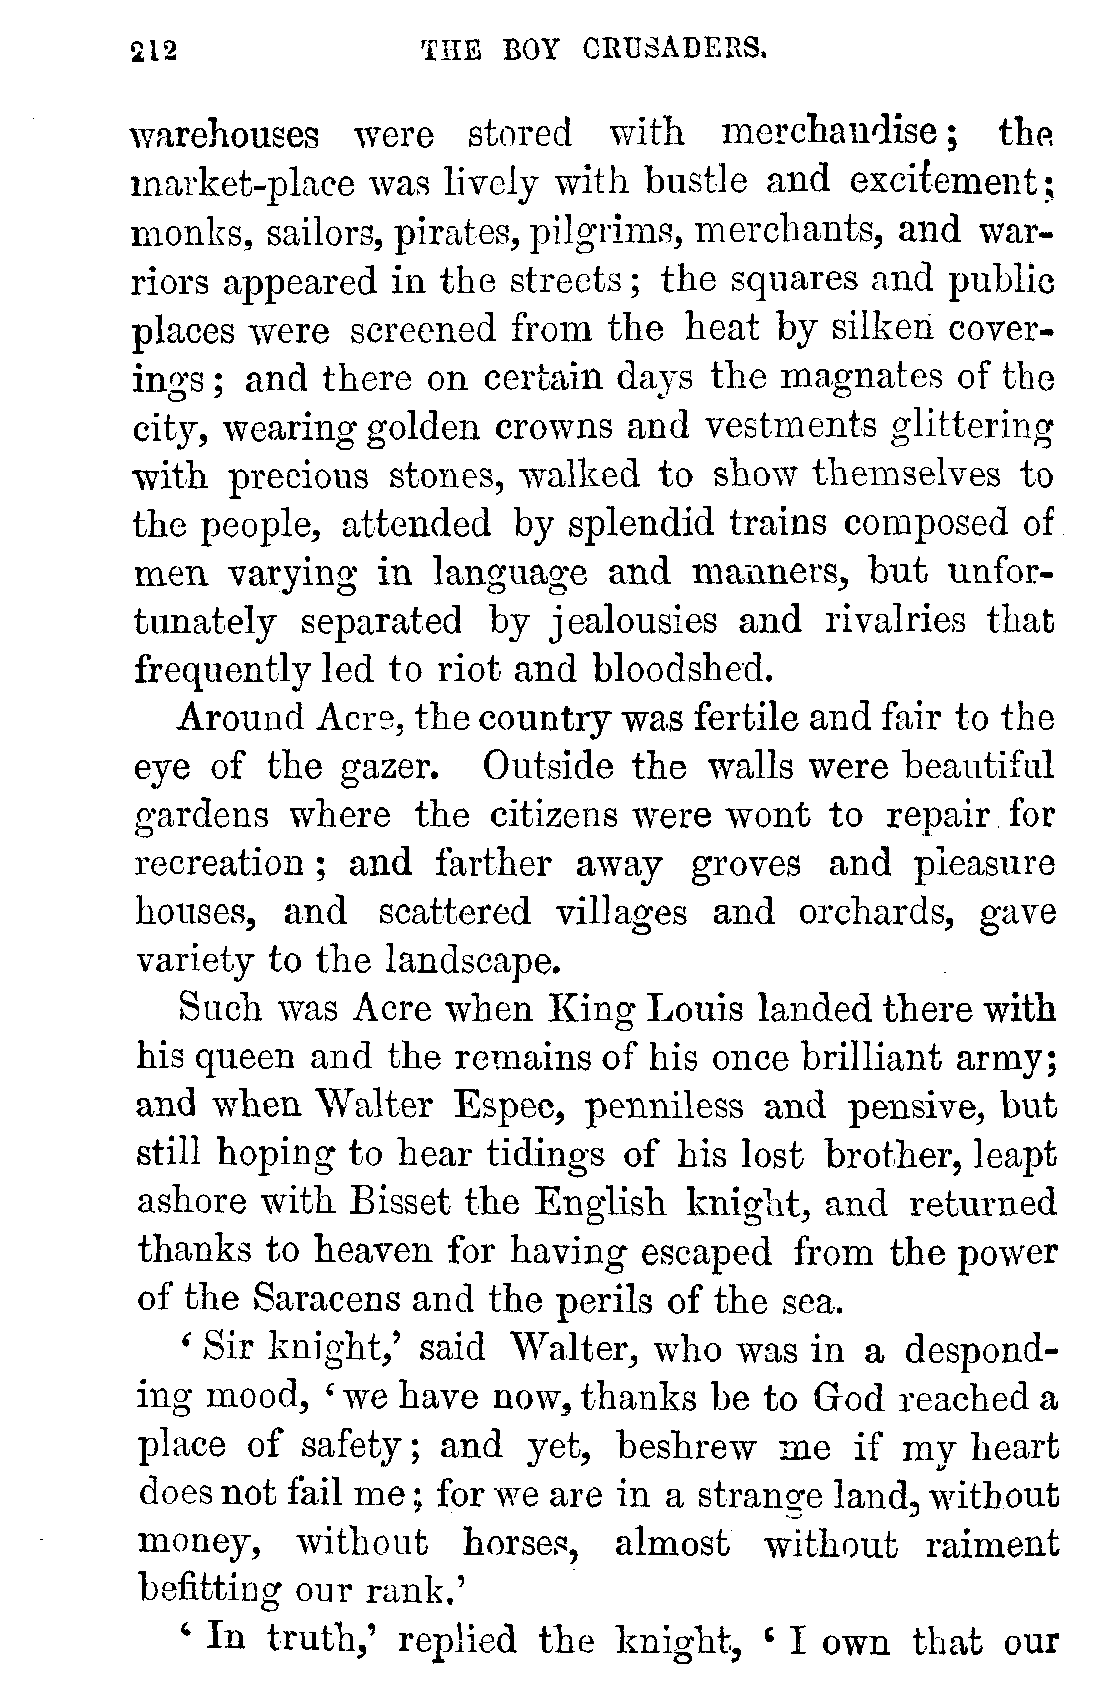 212 THE BOY CRUSADERS.
warehouses were stored with merchandise; the
market-place was lively with bustle and excitement;
monks, sailors, pirates, pilgrims, merchants, and war-
riors appeared in the streets; the squares and public
places were screened from the heat by silken cover-
ings; and there on certain days the magnates of the
city, wearing golden crowns and vestments glittering
with precious stones, walked to show themselves to
the people, attended by splendid trains composed of
men varying in language and manners, but unfor-
tunately separated by jealousies and rivalries that
frequently led to riot and bloodshed.
Around Acre, the country was fertile and fair to the
eye of the gazer. Outside the walls were beautiful
gardens where the citizens were wont to repair for
recreation; and farther away groves and pleasure
houses, and scattered villages and orchards, gave
variety to the landscape.
Such was Acre when King Louis landed there with
his queen and the remains of his once brilliant army;
and when Walter Espec, penniless and pensive, but
still hoping to hear tidings of his lost brother, leapt
ashore with Bisset the English knight, and returned
thanks to heaven for having escaped from the power
of the Saracens and the perils of the sea.
‘Sir knight,’ said Walter, who was in a despond-
ing mood, ‘we have now, thanks be to God reached a
place of safety; and yet, beshrew me if my heart
does not fail me; for we are in a strange land, without
money, without horses, almost without raiment
befitting our rank.’
‘In truth,’ replied the knight, ‘I own that our